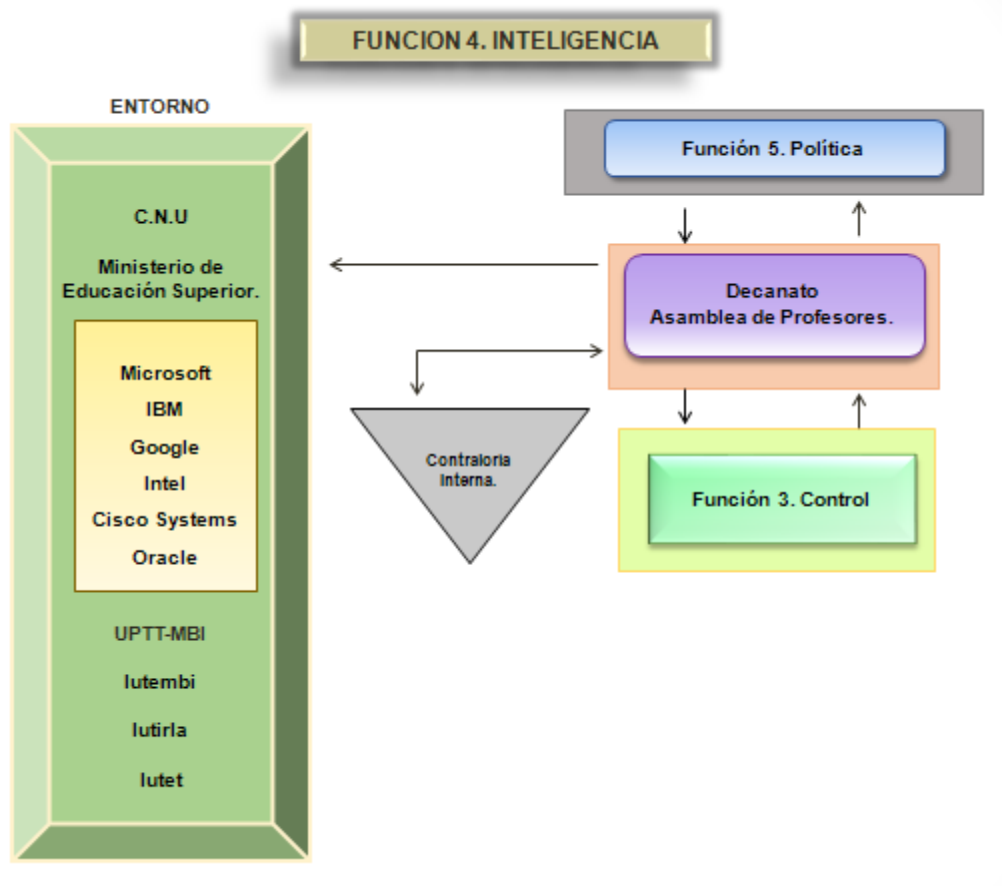 FUNCION 4. INTELIGENCIA
ENTORNO
C.N.U
Ministerio de
Educación Superior.
Microsoft
IBM
Google
Intel
Cisco Systems
Oracle
UPTT-MBI
Iutembi
Iutirla
Iutet
Función 5. Política
Decanato
Asamblea de Profesores.
Contraloria
Interna.
Función 3. Control